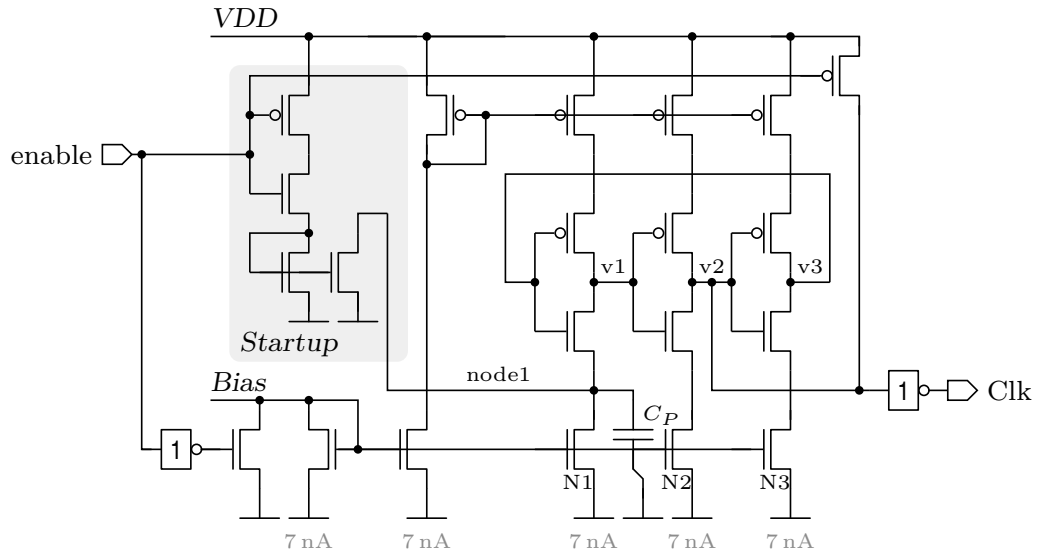 VDD
enable
v1
v2
v3
Startup
node1
Bias
C_P
1
Clk
1
N1
N2
N3
7 nA
7 nA
7 nA
7 nA
7 nA